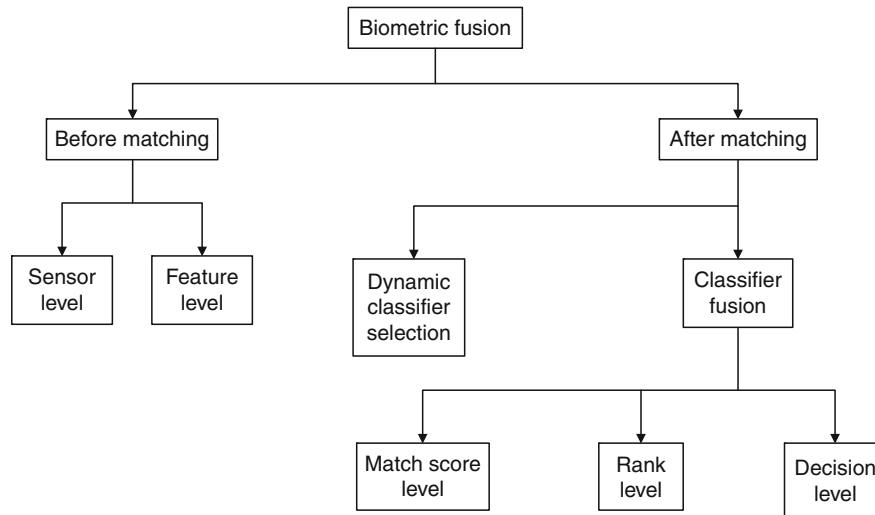 Biometric fusion
Before matching
After matching
Sensor
level
Feature
level
Dynamic
classifier
selection
Classifier
fusion
Match score
level
Rank
level
Decision
level